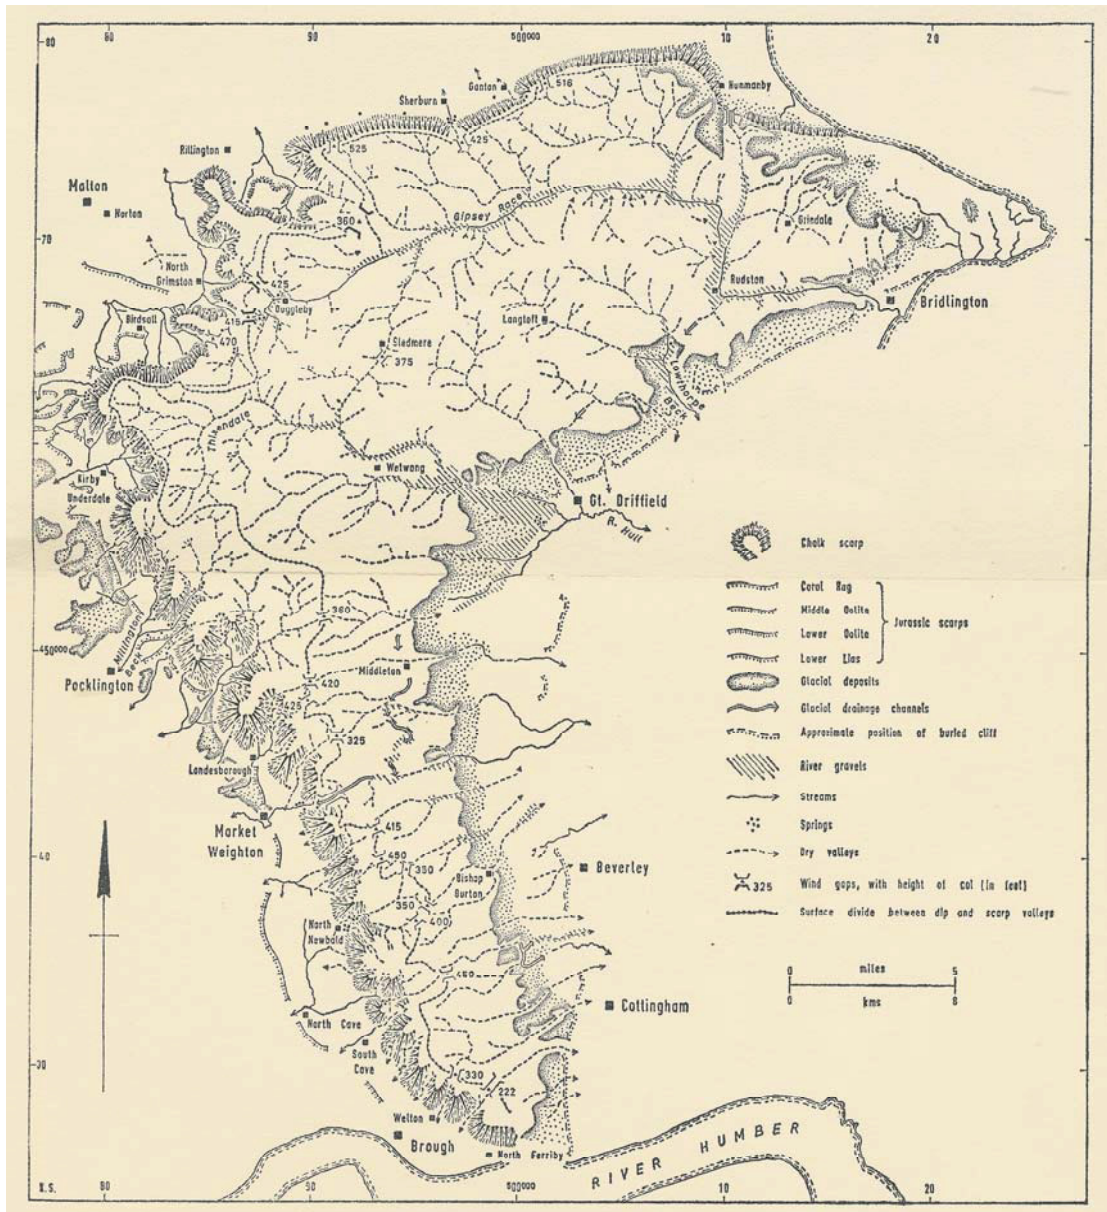 80
80
90
500000
10
20
Ganton
516
Hunmanby
Sherburn
425
525
Rillington
Malton
Norton
360
Gipsey Race
70
Grindale
North
Grimston
425
Rudston
Bridlington
Duggleby
Birdsall
415
Langtoft
470
Sledmere
375
Lowthorpe
Beck
Thixendale
Wetwang
Kirby
Underdale
Gt. Driffield
R. Hull
Chalk scarp
Coral Rag
Middle Oolite
Lower Oolite
Lower Lias
Jurassic scarps
Glacial deposits
Glacial drainage channels
Approximate position of buried cliff
River gravels
Streams
Springs
Dry valleys
325
Wind gaps, with height of col (in feet)
Surface divide between dip and scarp valleys
360
450000
Millington
Beck
Middleton
Pocklington
420
425
325
Londesborough
Market
Weighton
415
40
450
350
Bishop
Burton
Beverley
350
400
North
Newbald
460
0
miles
5
0
kms
8
Cottingham
North Cave
South
Cave
30
330
222
Welton
Brough
North Ferriby
RIVER HUMBER
K.S.
80
90
500000
10
20